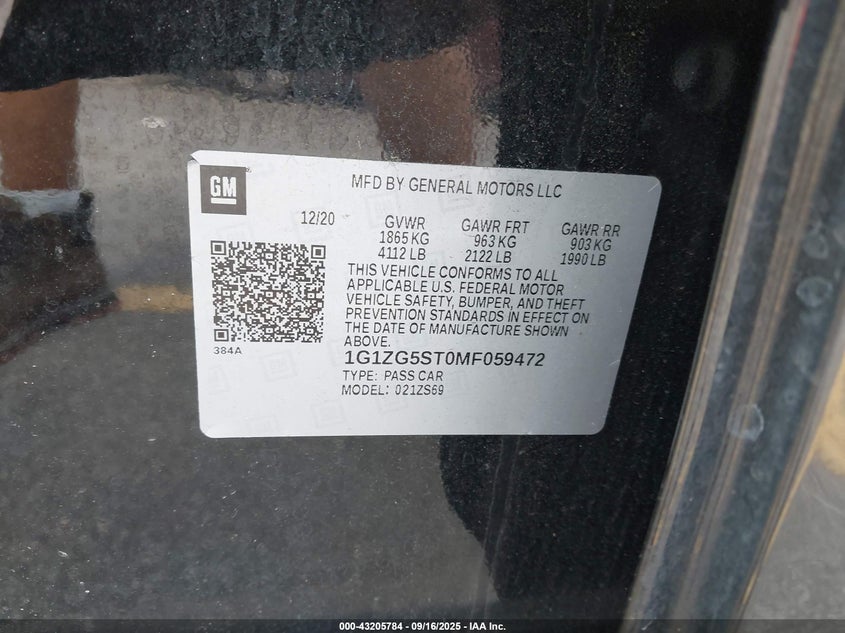 GM
MFD BY GENERAL MOTORS LLC
12/20 GVWR GAWR FRT GAWR RR
1865 KG 963 KG 903 KG
4112 LB 2122 LB 1990 LB
THIS VEHICLE CONFORMS TO ALL
APPLICABLE U.S. FEDERAL MOTOR
VEHICLE SAFETY, BUMPER, AND THEFT
PREVENTION STANDARDS IN EFFECT ON
THE DATE OF MANUFACTURE SHOWN
ABOVE.
384A
1G1ZG5ST0MF059472
TYPE: PASS CAR
MODEL: 021ZS69
000-43205784 - 09/16/2025 - IAA Inc.